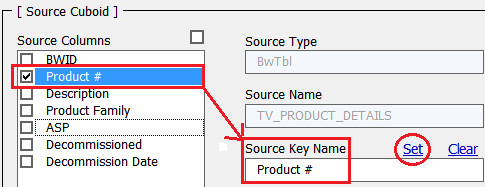 [ Source Cuboid ]
Source Columns
BWID
Product #
Description
Product Family
ASP
Decommissioned
Decommission Date
Source Type
BwTbl
Source Name
TV_PRODUCT_DETAILS
Source Key Name Set Clear
Product #